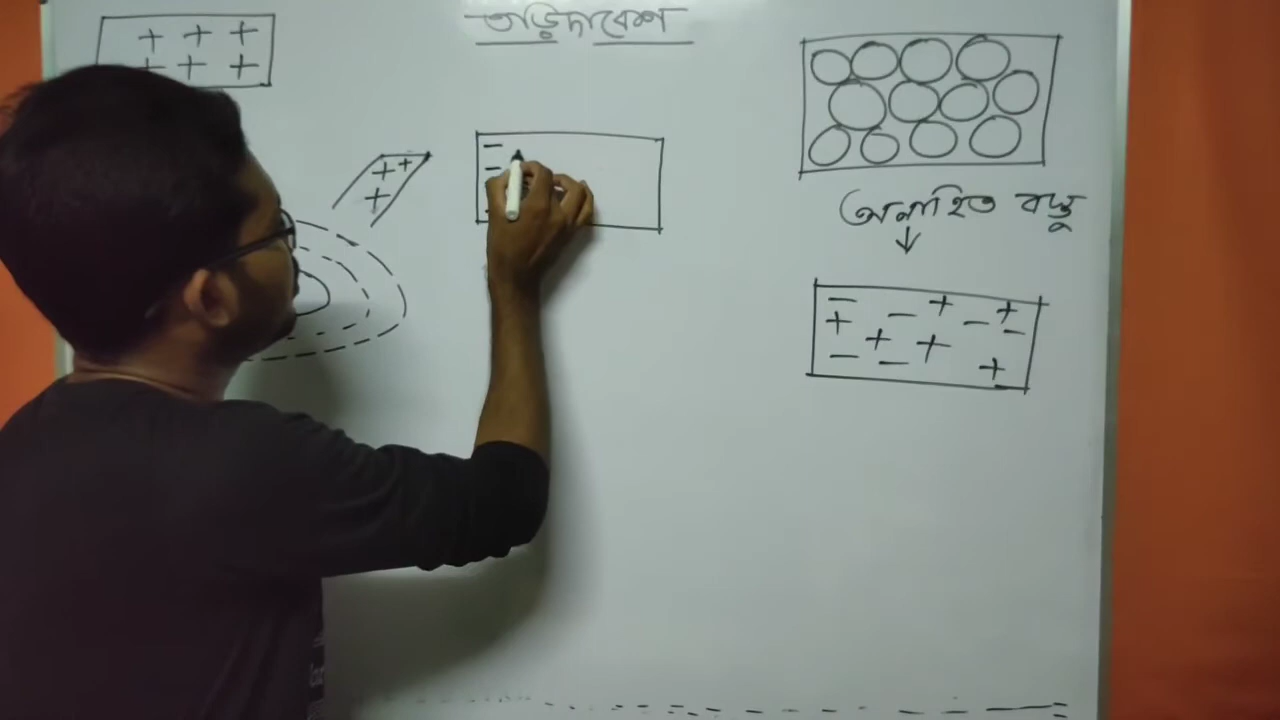 তড়িদাবেশ
+ + +
+ + +
+ +
+
অনাহিত বস্তু